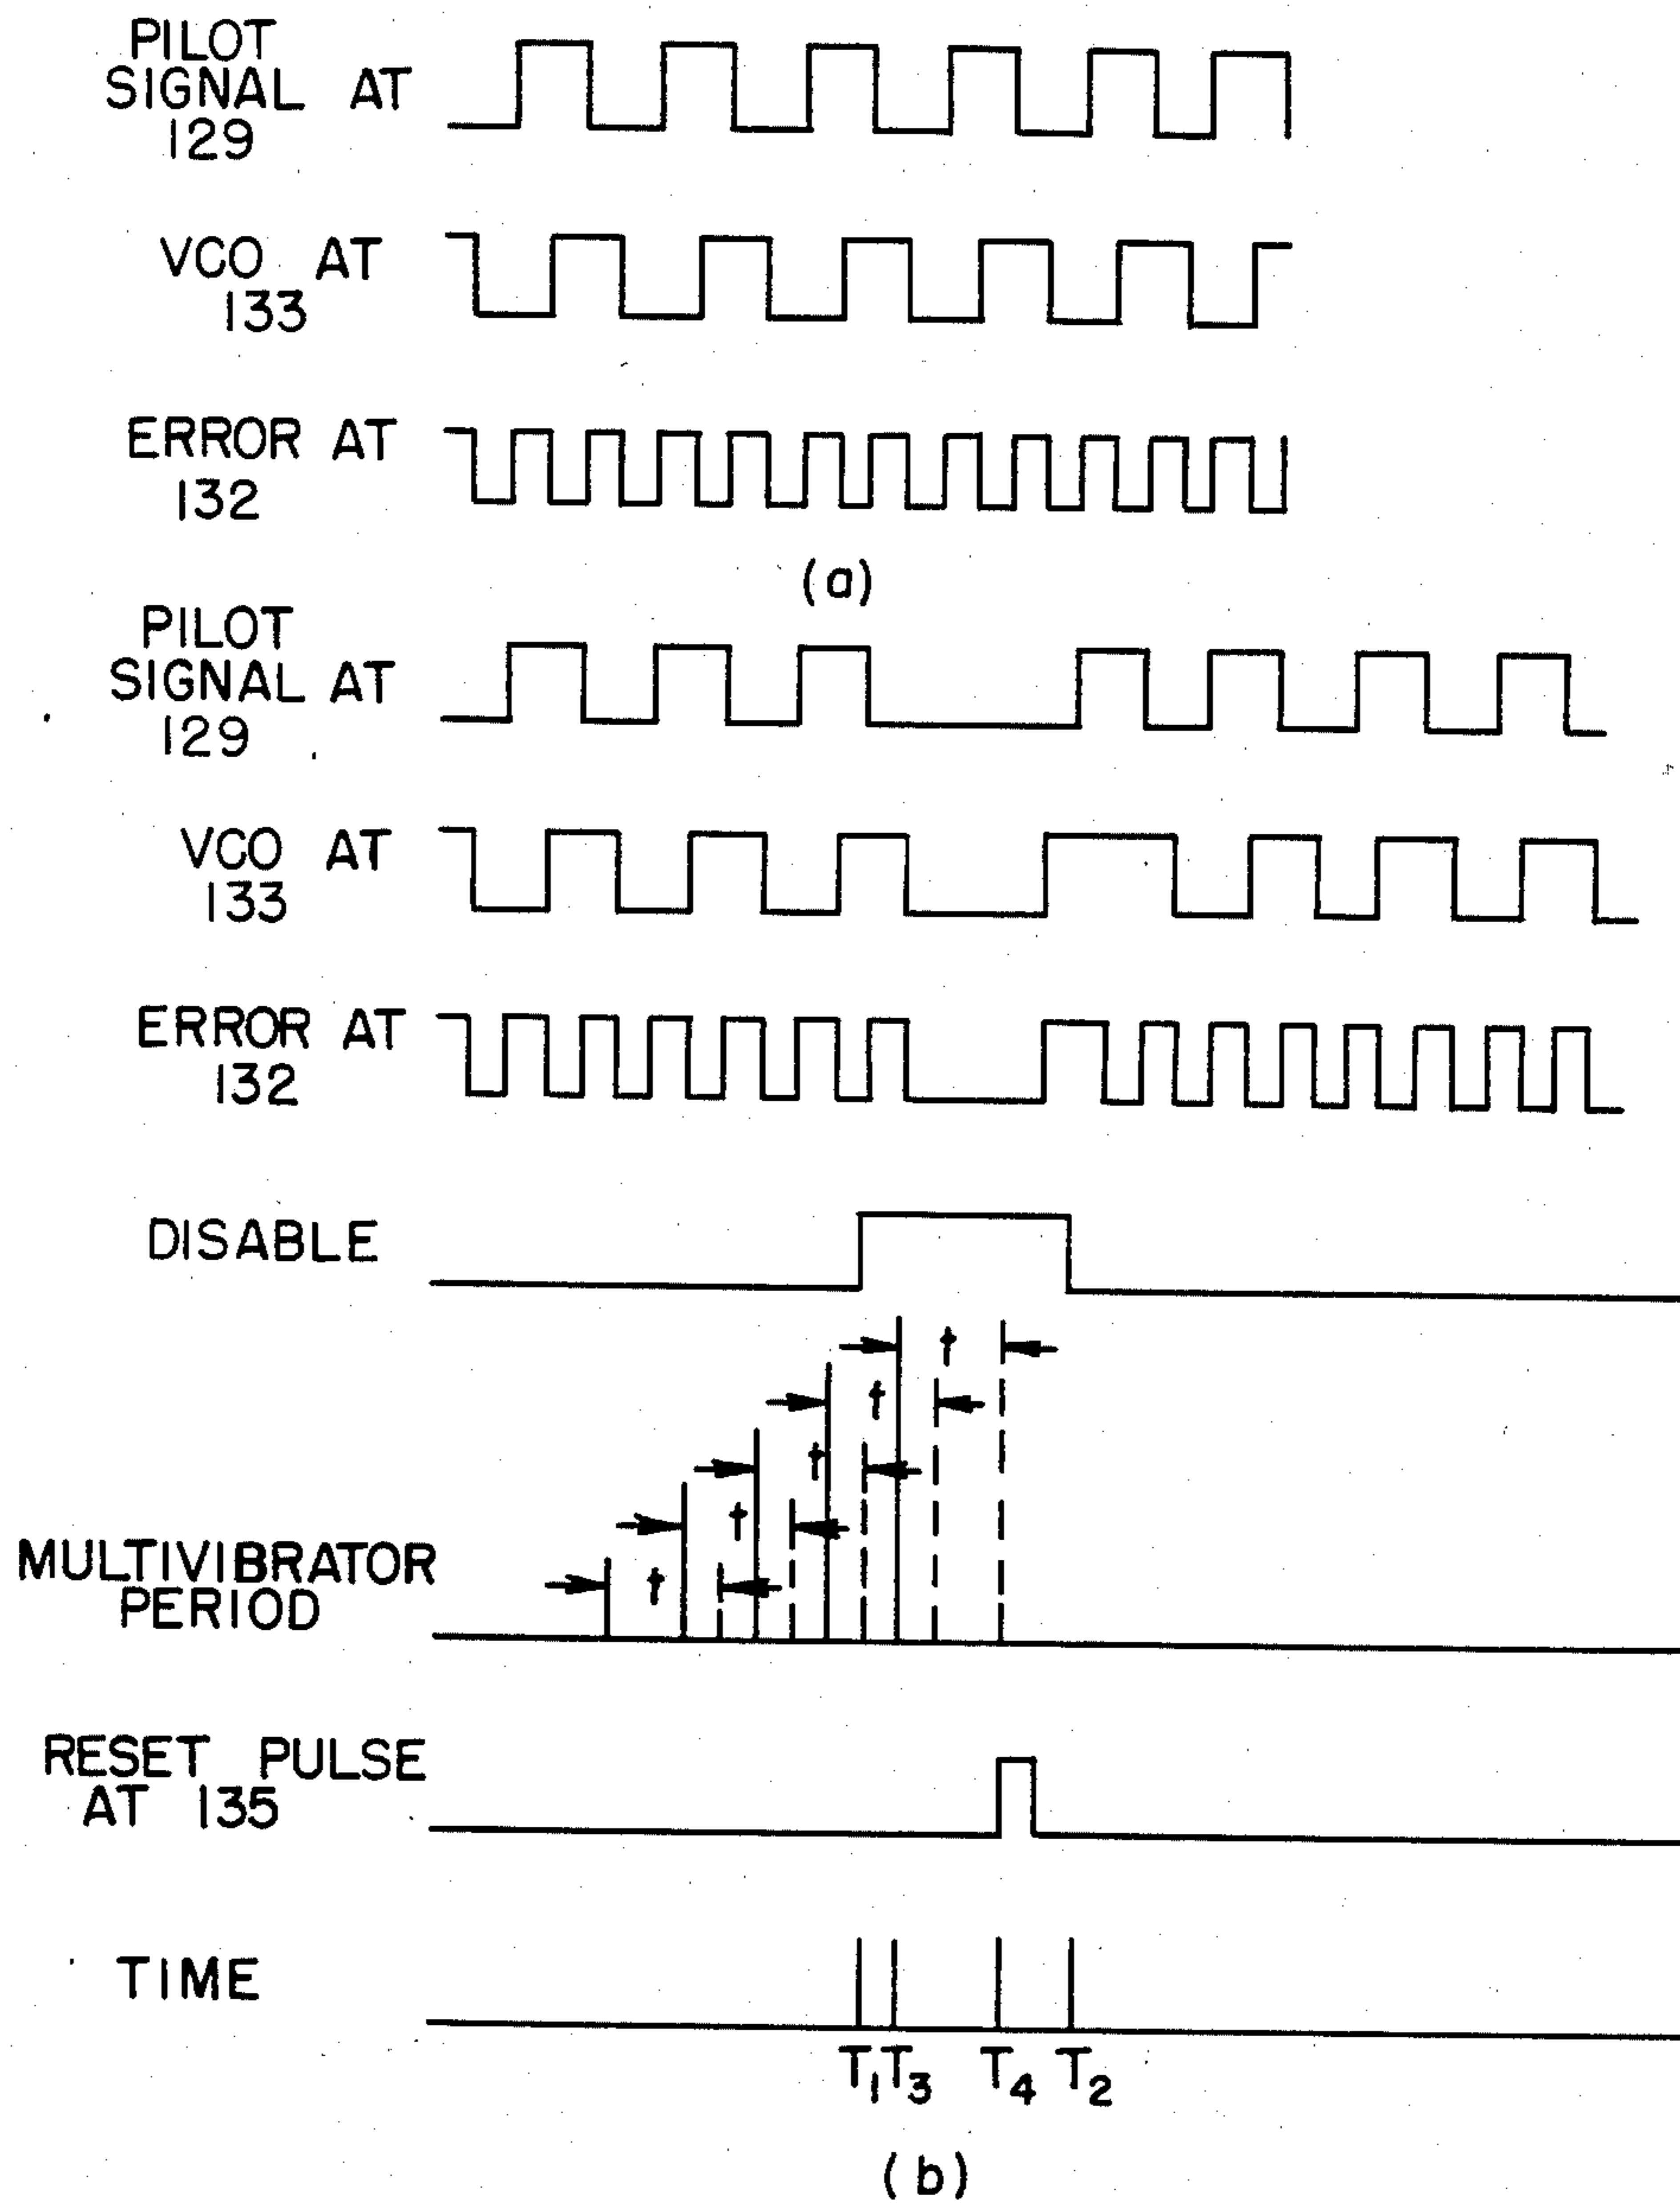 PILOT
SIGNAL AT
129
VCO AT
133
ERROR AT
132
(a)
PILOT
SIGNAL AT
129
VCO AT
133
ERROR AT
132
DISABLE
t
t
t
t
t
MULTIVIBRATOR
PERIOD
RESET PULSE
AT 135
TIME
T1 T3 T4 T2
(b)